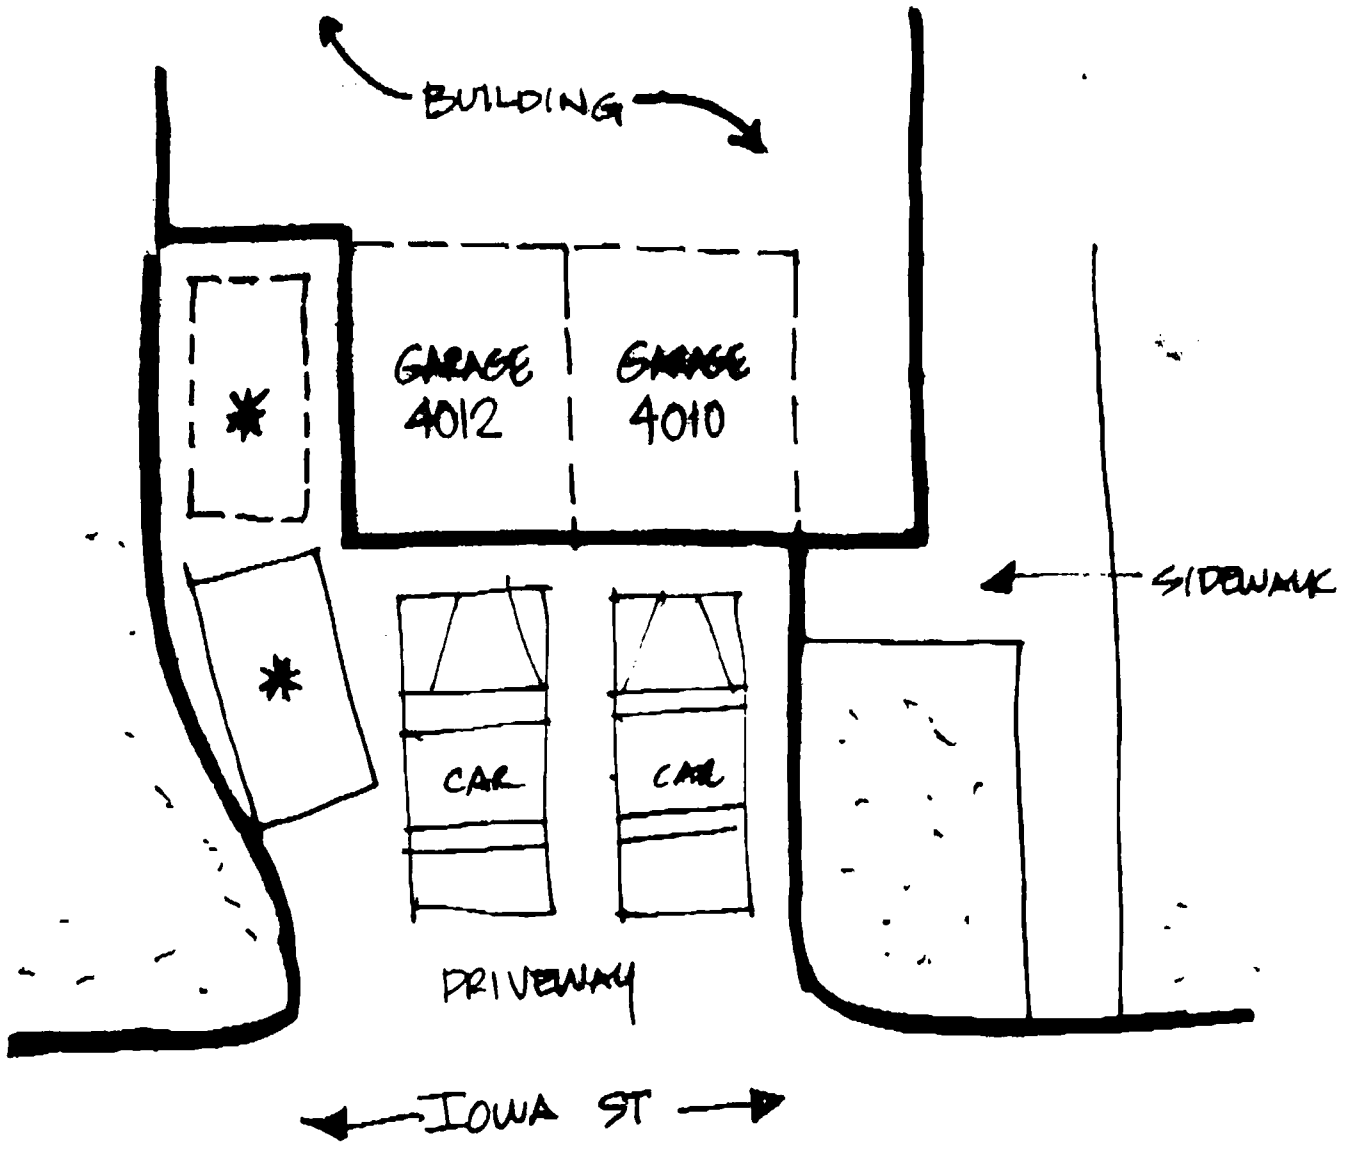 BUILDING
GARAGE
4012
GARAGE
4010
*
SIDEWALK
*
CAR
CAR
DRIVEWAY
IOWA ST